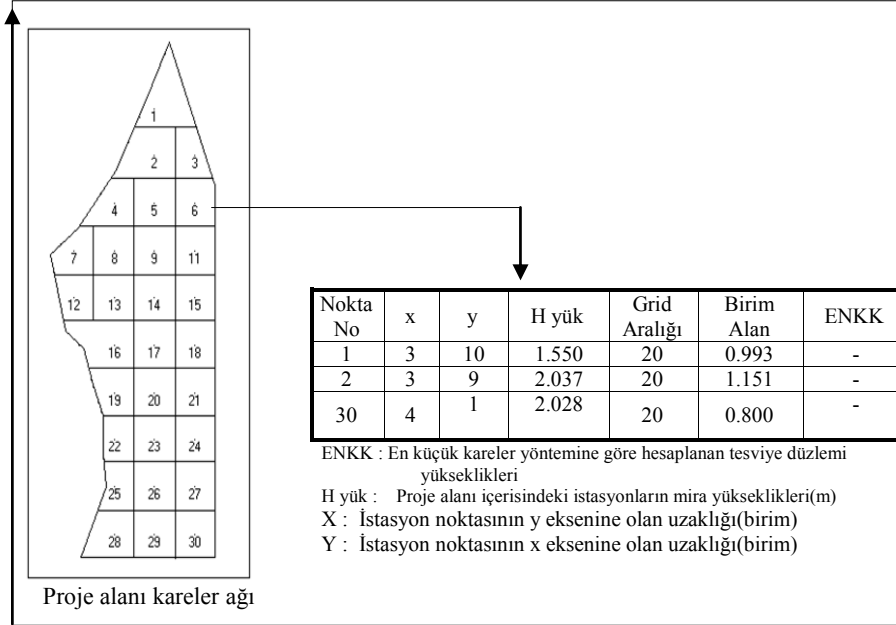 1
2 3
4 5 6
7 8 9 11
12 13 14 15
16 17 18
19 20 21
22 23 24
25 26 27
28 29 30
Proje alanı kareler ağı
Nokta No x y H yük Grid Aralığı Birim Alan ENKK
1 3 10 1.550 20 0.993 -
2 3 9 2.037 20 1.151 -
30 4 1 2.028 20 0.800 -
ENKK : En küçük kareler yöntemine göre hesaplanan tesviye düzlemi
yükseklikleri
H yük : Proje alanı içerisindeki istasyonların mira yükseklikleri(m)
X : İstasyon noktasının y eksenine olan uzaklığı(birim)
Y : İstasyon noktasının x eksenine olan uzaklığı(birim)